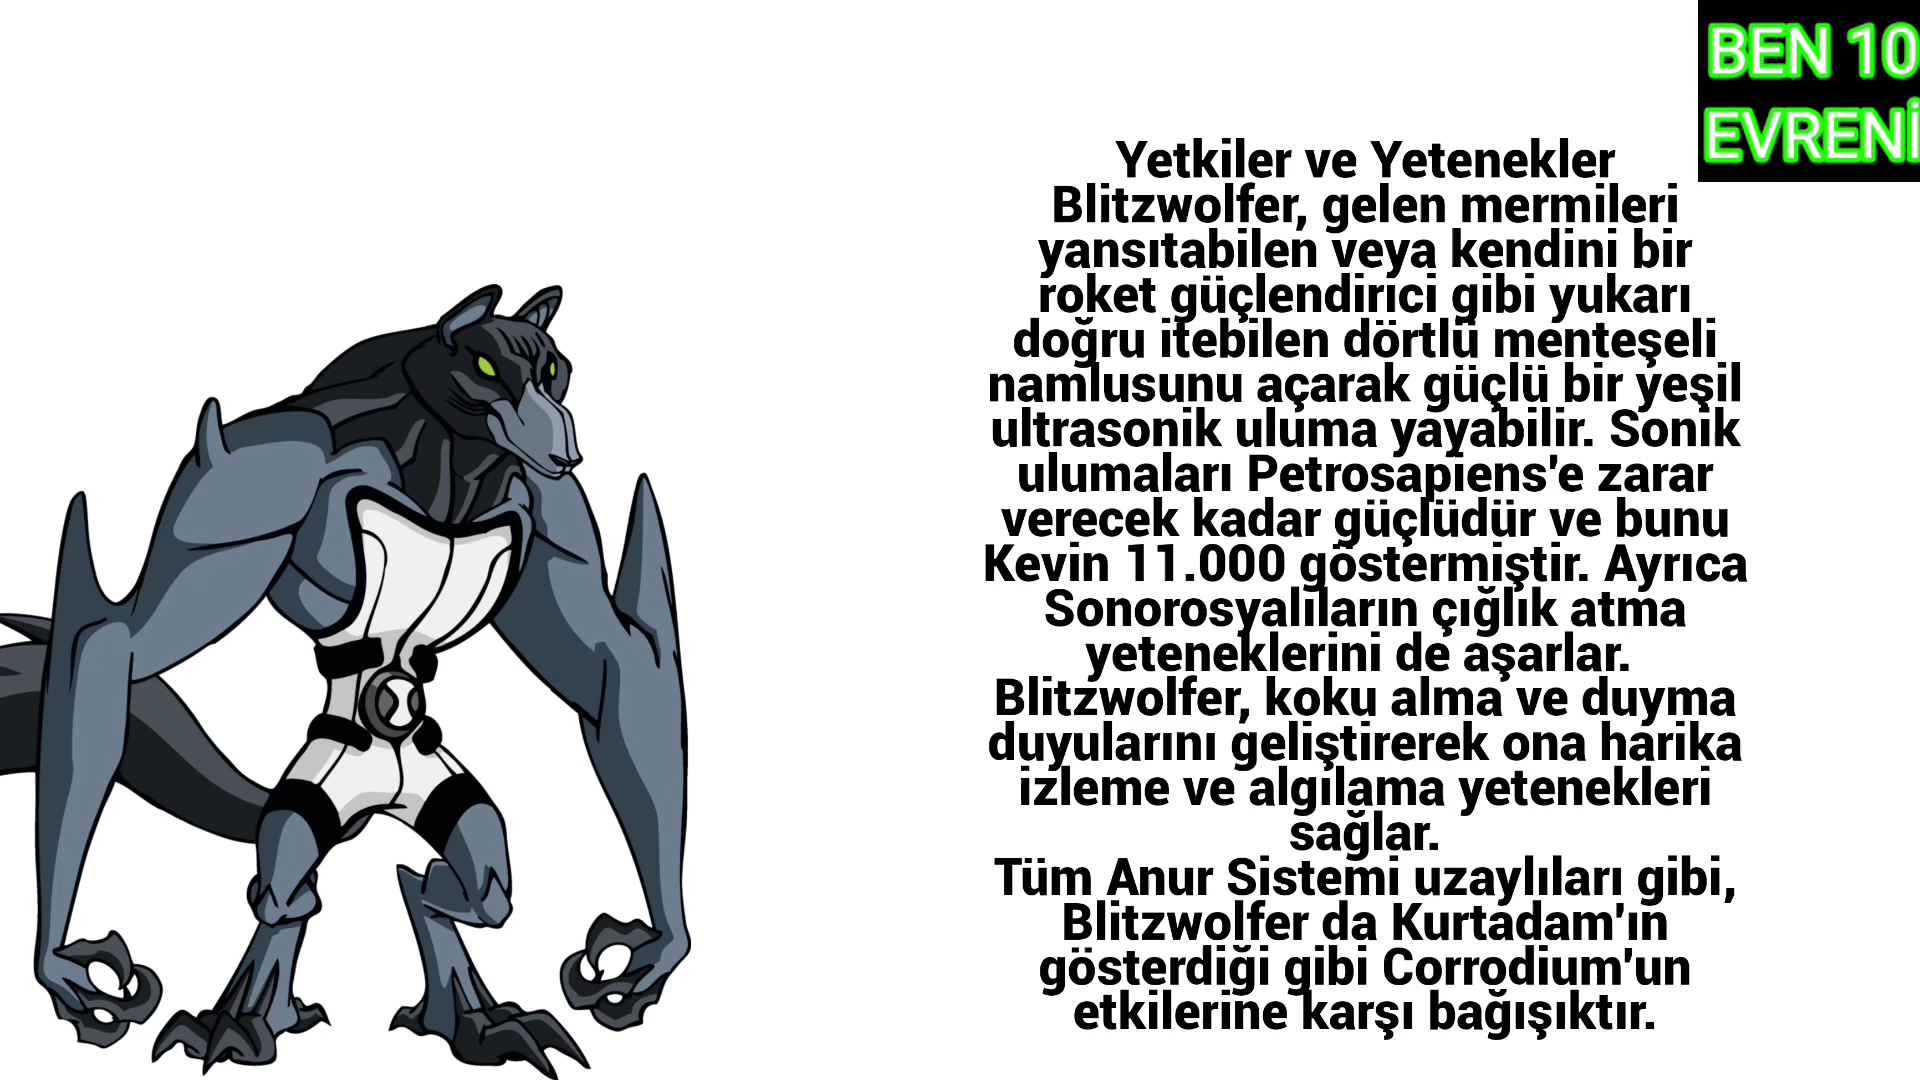 BEN 10
EVRENİ
Yetkiler ve Yetenekler
Blitzwolfer, gelen mermileri
yansıtabilen veya kendini bir
roket güçlendirici gibi yukarı
doğru itebilen dörtlü menteşeli
namlusunu açarak güçlü bir yeşil
ultrasonik uluma yayabilir. Sonik
ulumaları Petrosapiens'e zarar
verecek kadar güçlüdür ve bunu
Kevin 11.000 göstermiştir. Ayrıca
Sonorosyalıların çığlık atma
yeteneklerini de aşarlar.
Blitzwolfer, koku alma ve duyma
duyularını geliştirerek ona harika
izleme ve algılama yetenekleri
sağlar.
Tüm Anur Sistemi uzaylıları gibi,
Blitzwolfer da Kurtadam'ın
gösterdiği gibi Corrodium'un
etkilerine karşı bağışıktır.